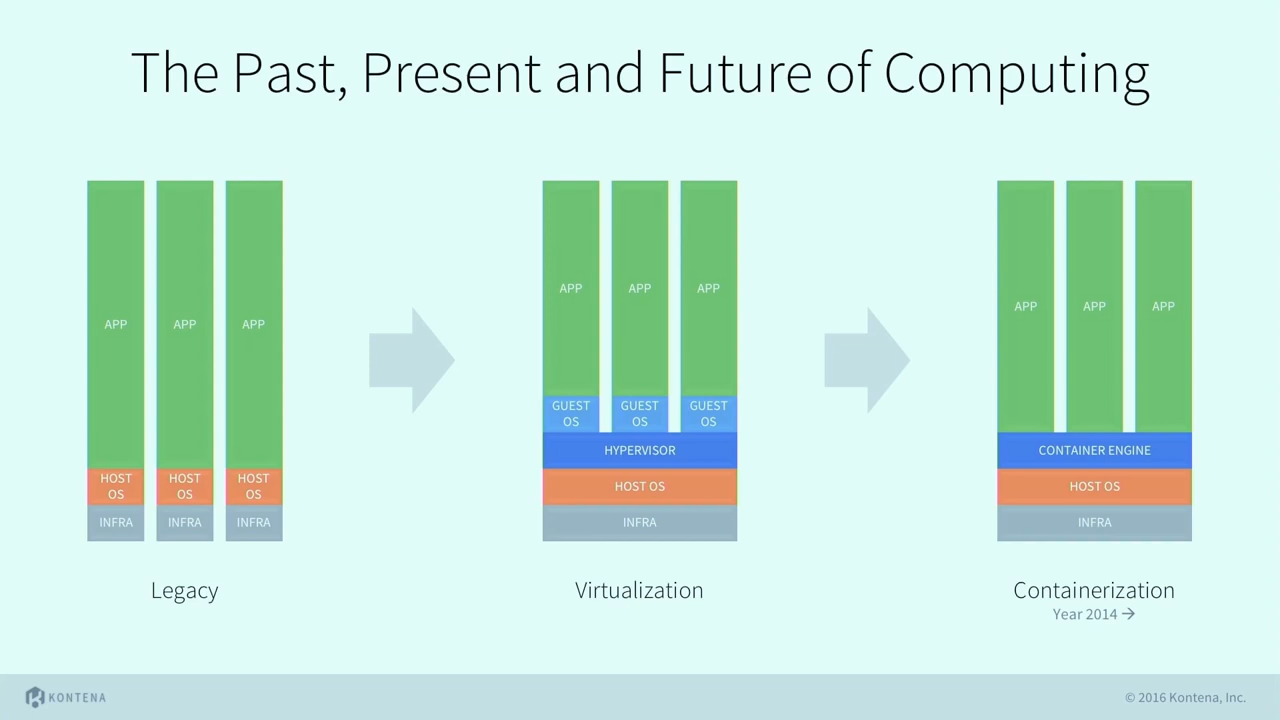 The Past, Present and Future of Computing
APP APP APP
HOST HOST HOST
OS OS OS
INFRA INFRA INFRA
Legacy
APP APP APP
GUEST GUEST GUEST
OS OS OS
HYPERVISOR
HOST OS
INFRA
Virtualization
APP APP APP
CONTAINER ENGINE
HOST OS
INFRA
Containerization
Year 2014 →
KONTENA
© 2016 Kontena, Inc.